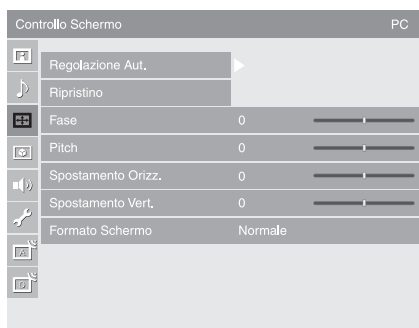 Controllo Schermo PC
Regolazione Aut.
Ripristino
Fase 0
Pitch 0
Spostamento Orizz. 0
Spostamento Vert. 0
Formato Schermo Normale
A
B